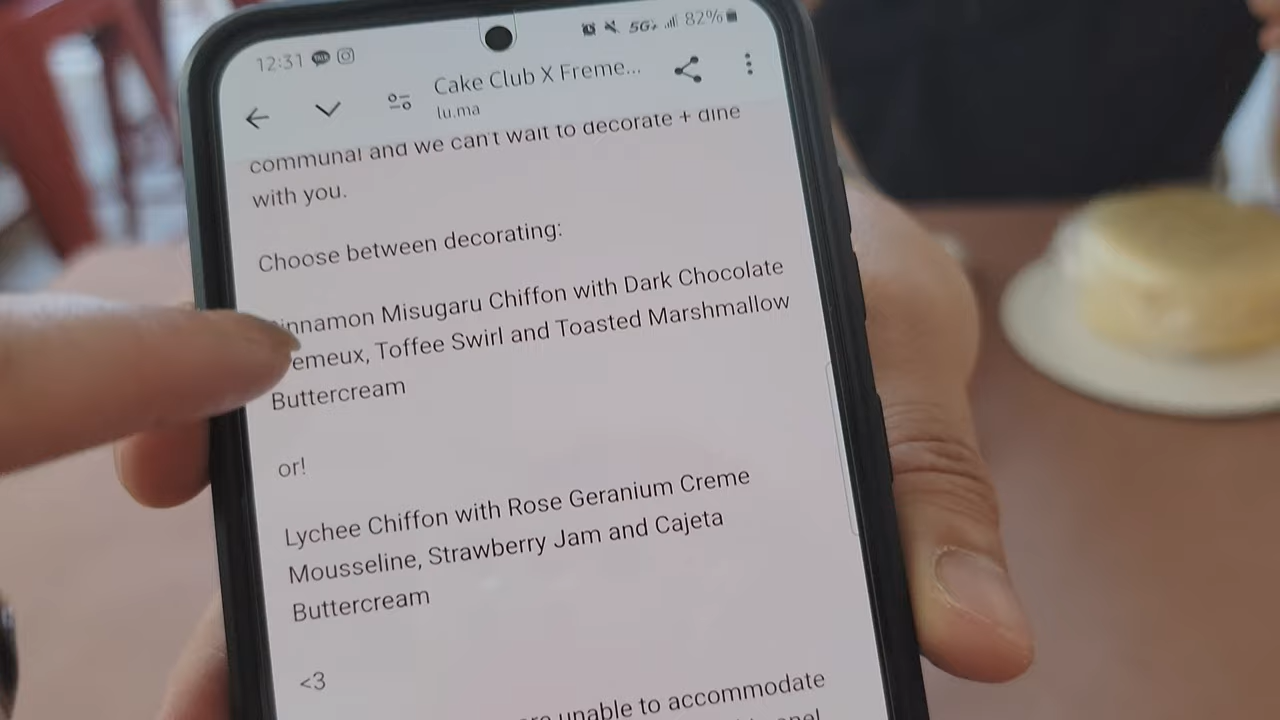 12:31 5G+ 82%
Cake Club X Freme...
lu.ma
communal and we can't wait to decorate + dine
with you.
Choose between decorating:
innamon Misugaru Chiffon with Dark Chocolate
emeux, Toffee Swirl and Toasted Marshmallow
Buttercream
or!
Lychee Chiffon with Rose Geranium Creme
Mousseline, Strawberry Jam and Cajeta
Buttercream
<3
unable to accommodate